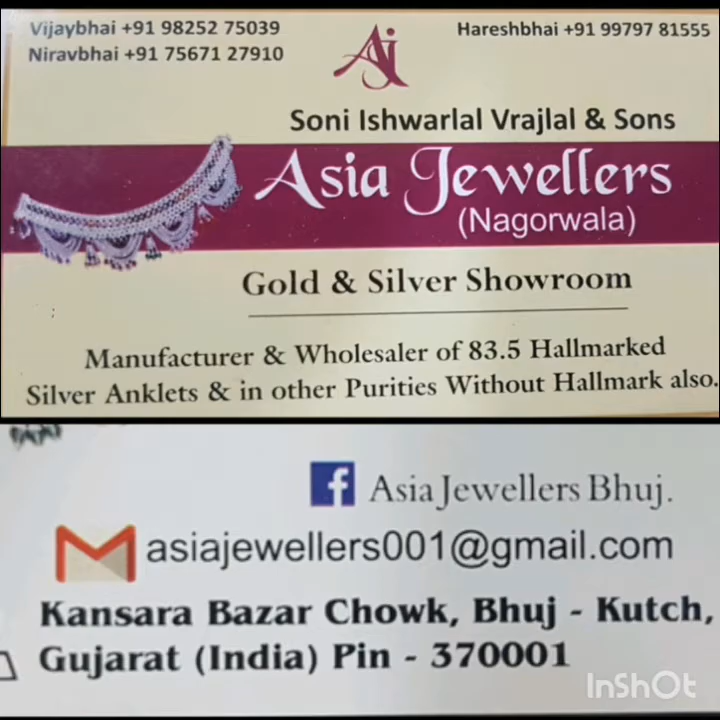 Vijaybhai +91 98252 75039
Niravbhai +91 75671 27910
Hareshbhai +91 99797 81555
AJ
Soni Ishwarlal Vrajlal & Sons
Asia Jewellers
(Nagorwala)
Gold & Silver Showroom
Manufacturer & Wholesaler of 83.5 Hallmarked
Silver Anklets & in other Purities Without Hallmark also.
f Asia Jewellers Bhuj.
asiajewellers001@gmail.com
Kansara Bazar Chowk, Bhuj - Kutch,
Gujarat (India) Pin - 370001
InShOt